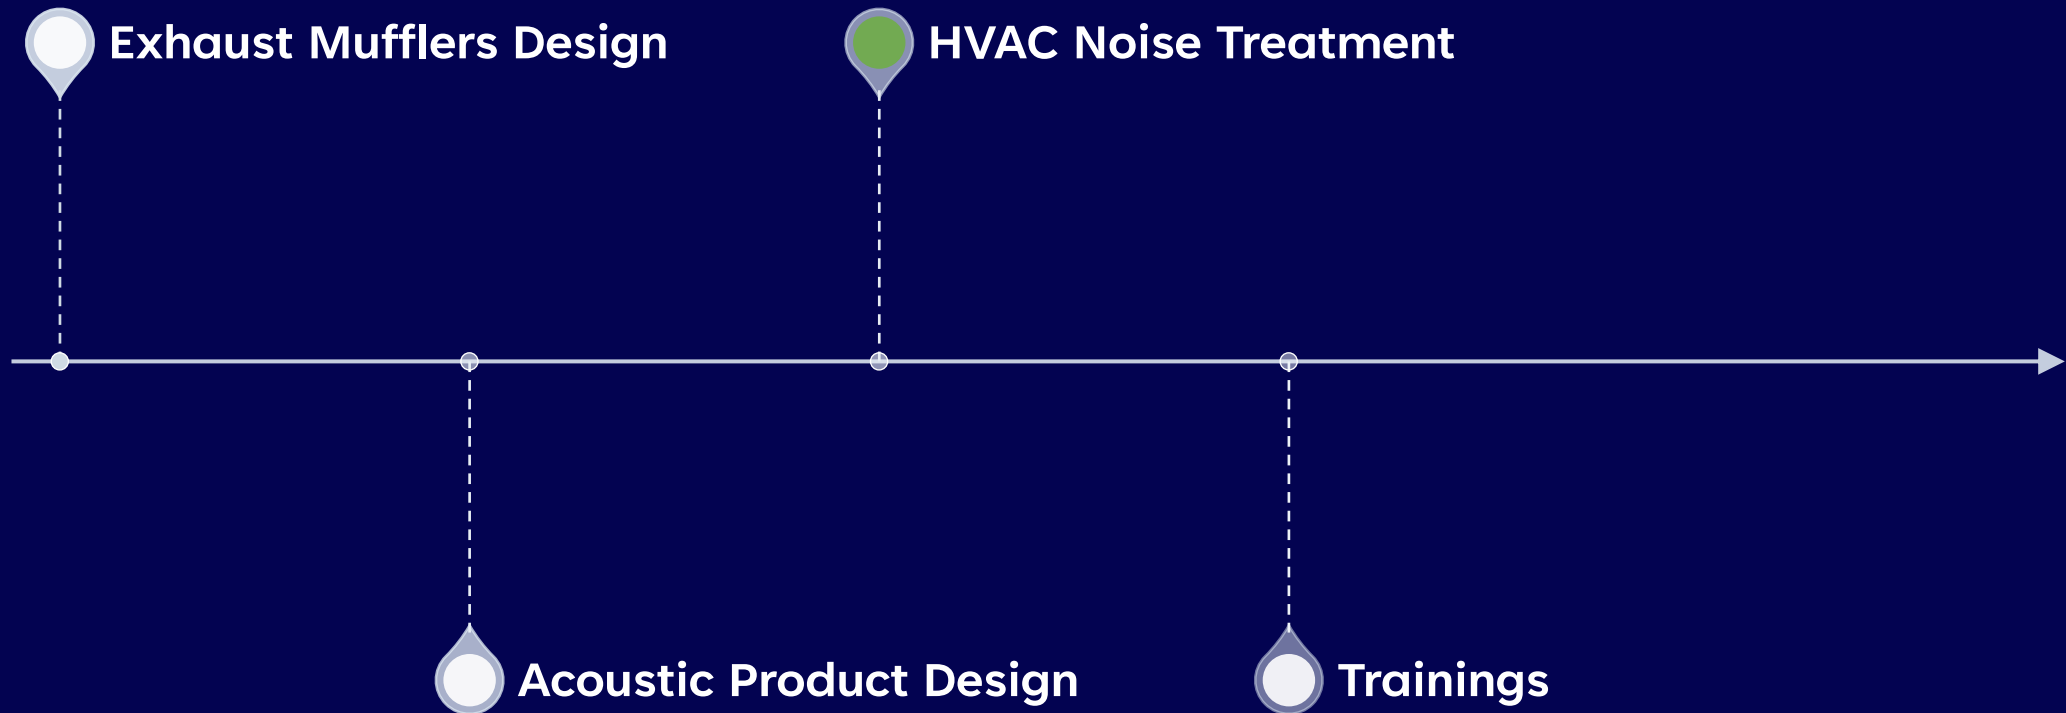 Exhaust Mufflers Design
HVAC Noise Treatment
Acoustic Product Design
Trainings